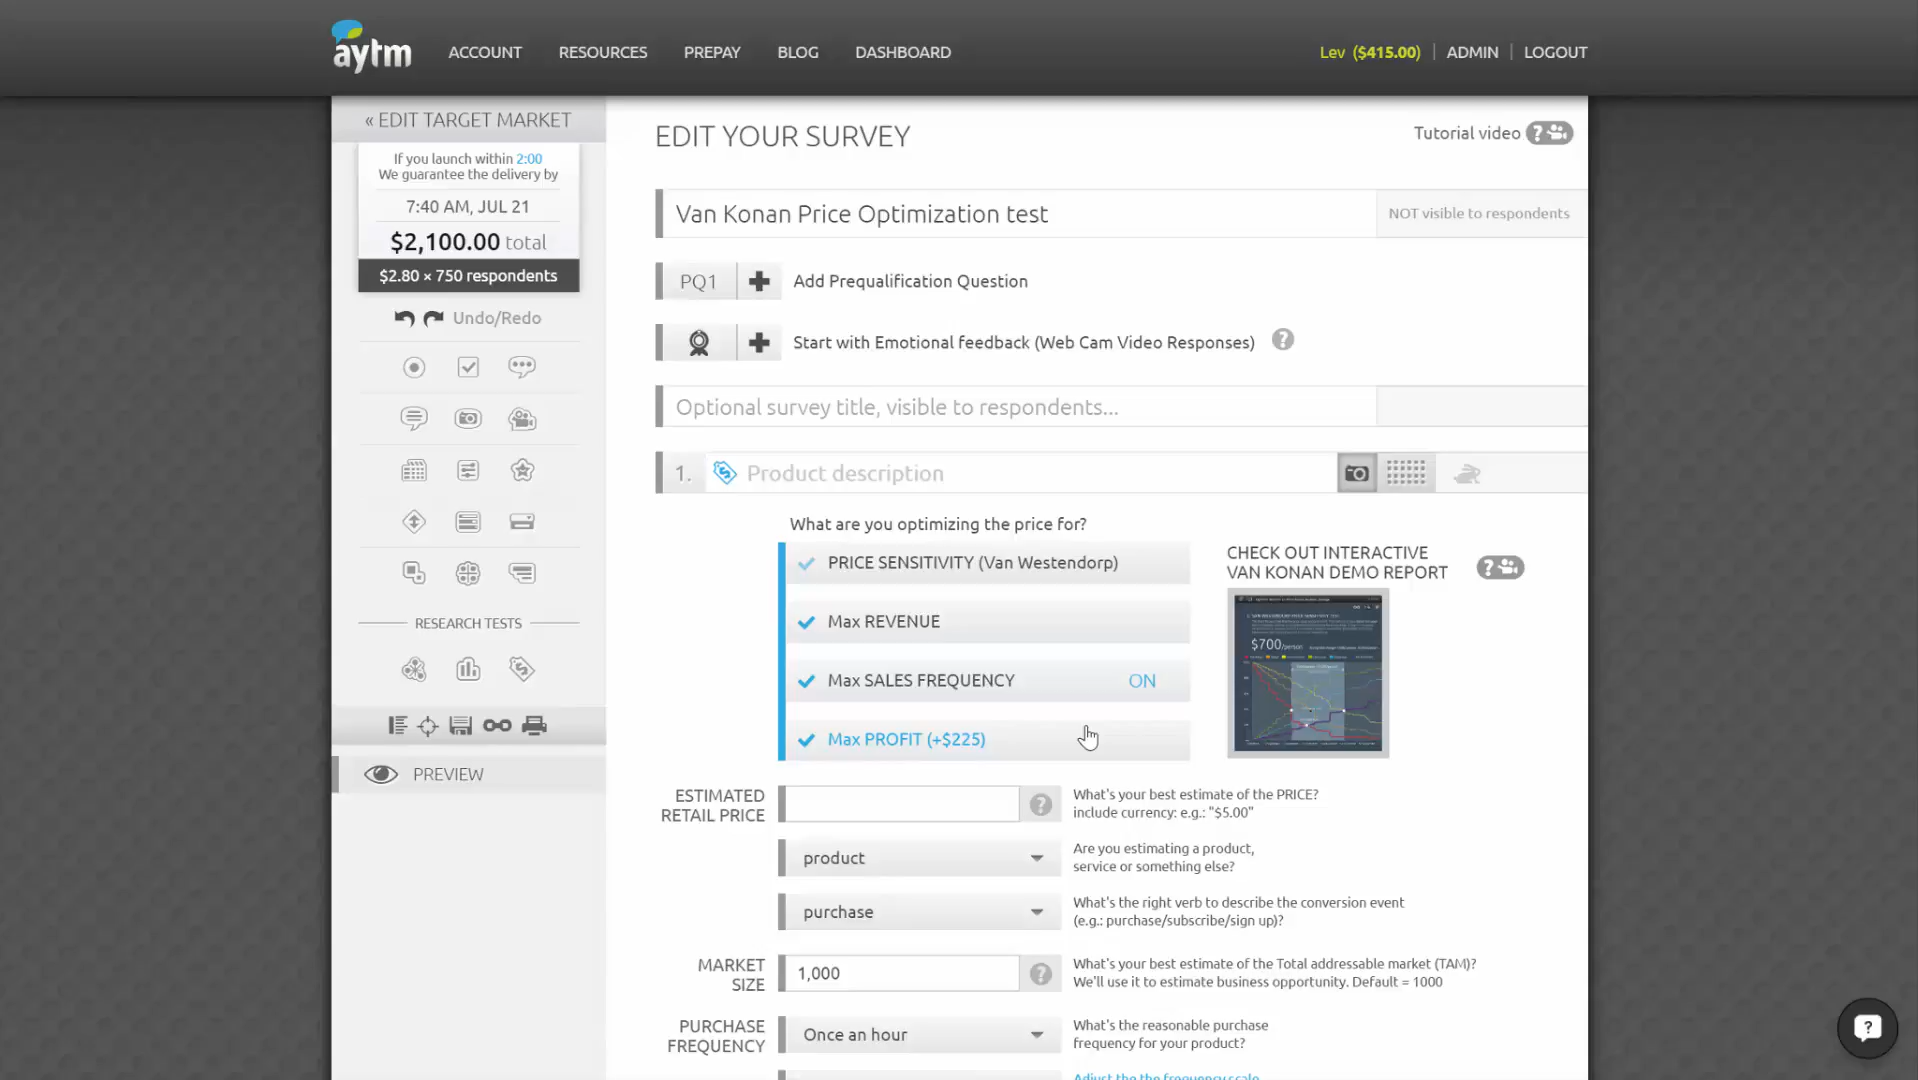 aytm
ACCOUNT
RESOURCES
PREPAY
BLOG
DASHBOARD
Lev ($415.00)
ADMIN
LOGOUT
« EDIT TARGET MARKET
If you launch within 2:00
We guarantee the delivery by
7:40 AM, JUL 21
$2,100.00 total
$2.80 × 750 respondents
Undo/Redo
RESEARCH TESTS
PREVIEW
EDIT YOUR SURVEY
Tutorial video ?
Van Konan Price Optimization test
NOT visible to respondents
PQ1
Add Prequalification Question
Start with Emotional feedback (Web Cam Video Responses) ?
Optional survey title, visible to respondents...
1. Product description
What are you optimizing the price for?
PRICE SENSITIVITY (Van Westendorp)
Max REVENUE
Max SALES FREQUENCY ON
Max PROFIT (+$225)
CHECK OUT INTERACTIVE
VAN KONAN DEMO REPORT ?
$700/person
ESTIMATED
RETAIL PRICE
?
What's your best estimate of the PRICE?
include currency: e.g.: "$5.00"
product
Are you estimating a product,
service or something else?
purchase
What's the right verb to describe the conversion event
(e.g.: purchase/subscribe/sign up)?
MARKET
SIZE
1,000
?
What's your best estimate of the Total addressable market (TAM)?
We'll use it to estimate business opportunity. Default = 1000
PURCHASE
FREQUENCY
Once an hour
What's the reasonable purchase
frequency for your product?
Adjust the the frequency scale
?